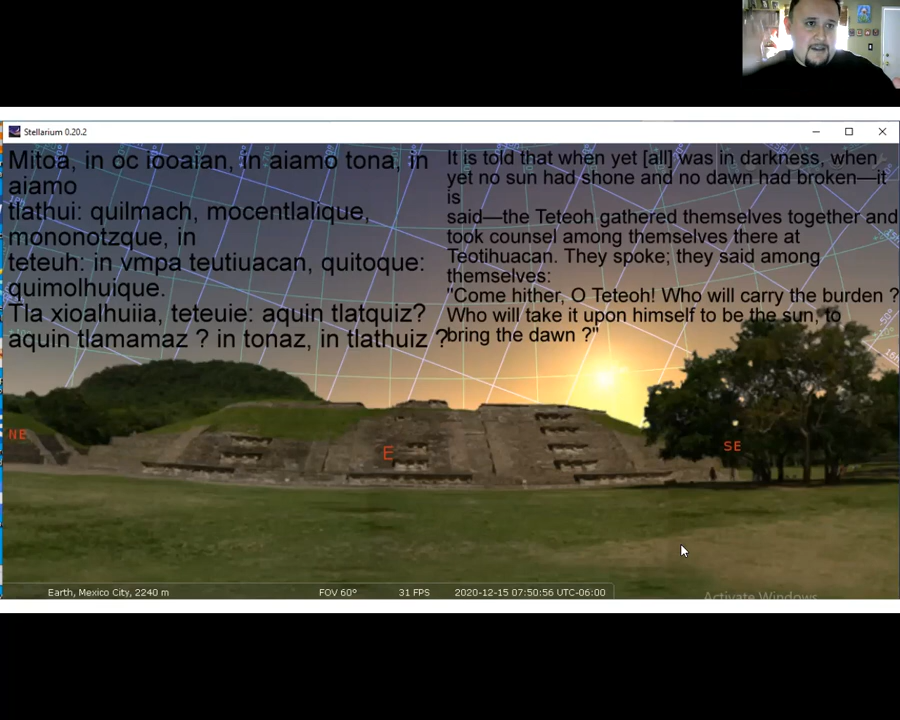 Stellarium 0.20.2
Mitoa, in oc iooaian, in aiamo tona, in
aiamo
tlathui: quilmach, mocentlalique,
mononotzque, in
teteuh: in vmpa teutiuacan, quitoque:
quimolhuique.
Tla xioalhuiia, teteuie: aquin tlatquiz?
aquin tlamamaz ? in tonaz, in tlathuiz ?
It is told that when yet [all] was in darkness, when
yet no sun had shone and no dawn had broken—it
is
said—the Teteoh gathered themselves together and
took counsel among themselves there at
Teotihuacan. They spoke; they said among
themselves:
"Come hither, O Teteoh! Who will carry the burden ?
Who will take it upon himself to be the sun, to
bring the dawn ?"
NE
E
SE
Earth, Mexico City, 2240 m FOV 60° 31 FPS 2020-12-15 07:50:56 UTC-06:00
Activate Windows